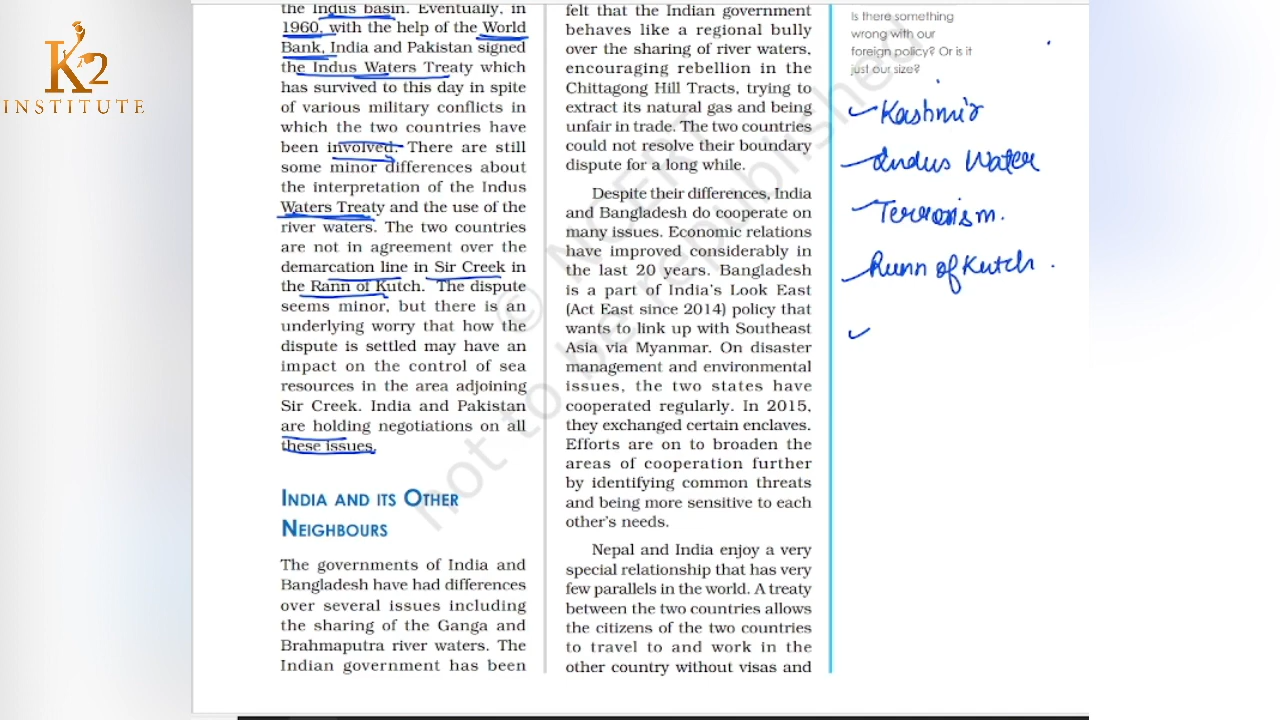 K2
INSTITUTE
the Indus basin. Eventually, in
1960, with the help of the World
Bank, India and Pakistan signed
the Indus Waters Treaty which
has survived to this day in spite
of various military conflicts in
which the two countries have
been involved. There are still
some minor differences about
the interpretation of the Indus
Waters Treaty and the use of the
river waters. The two countries
are not in agreement over the
demarcation line in Sir Creek in
the Rann of Kutch. The dispute
seems minor, but there is an
underlying worry that how the
dispute is settled may have an
impact on the control of sea
resources in the area adjoining
Sir Creek. India and Pakistan
are holding negotiations on all
these issues.
INDIA AND ITS OTHER
NEIGHBOURS
The governments of India and
Bangladesh have had differences
over several issues including
the sharing of the Ganga and
Brahmaputra river waters. The
Indian government has been
felt that the Indian government
behaves like a regional bully
over the sharing of river waters,
encouraging rebellion in the
Chittagong Hill Tracts, trying to
extract its natural gas and being
unfair in trade. The two countries
could not resolve their boundary
dispute for a long while.
Despite their differences, India
and Bangladesh do cooperate on
many issues. Economic relations
have improved considerably in
the last 20 years. Bangladesh
is a part of India's Look East
(Act East since 2014) policy that
wants to link up with Southeast
Asia via Myanmar. On disaster
management and environmental
issues, the two states have
cooperated regularly. In 2015,
they exchanged certain enclaves.
Efforts are on to broaden the
areas of cooperation further
by identifying common threats
and being more sensitive to each
other's needs.
Nepal and India enjoy a very
special relationship that has very
few parallels in the world. A treaty
between the two countries allows
the citizens of the two countries
to travel to and work in the
other country without visas and
Is there something
wrong with our
foreign policy? Or is it
just our size?
Kashmir
Indus Water
Terrorism.
Runn of Kutch.
© NCERT
not to be republished